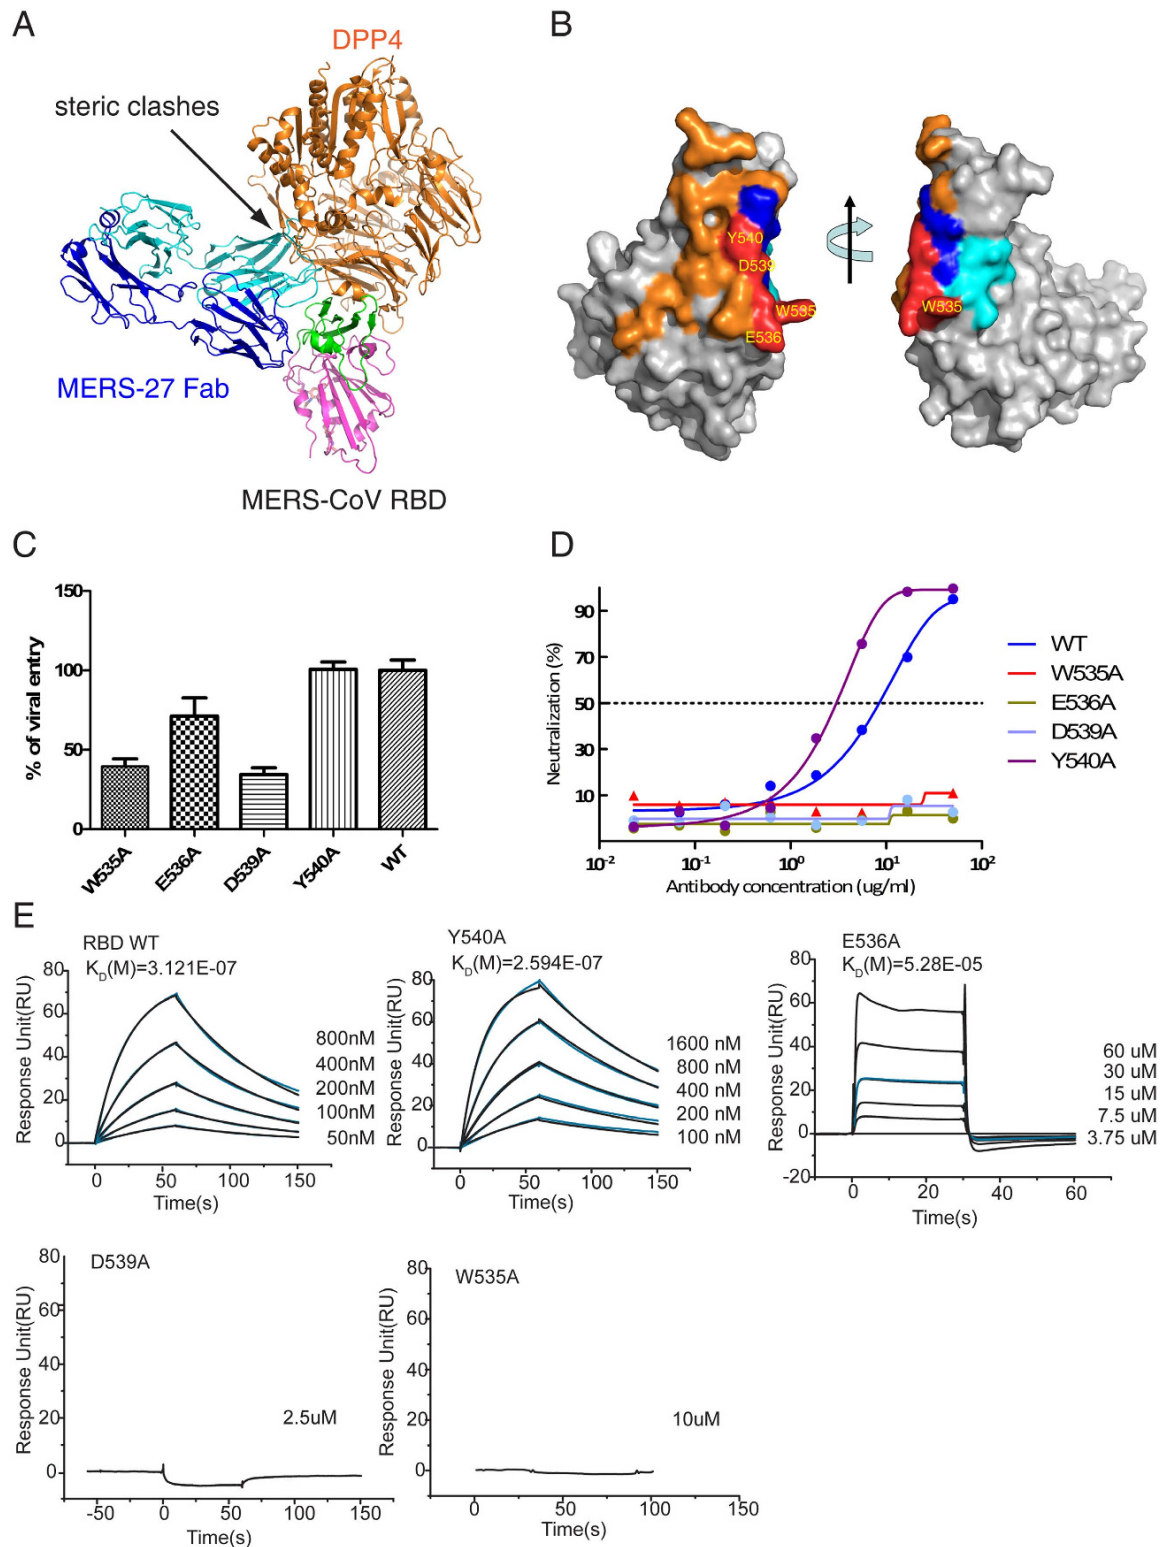 A
DPP4
steric clashes
MERS-27 Fab
MERS-CoV RBD
B
Y540
D539
W535
E536
W535
C
150
100
50
0
% of viral entry
W535A
E536A
D539A
Y540A
WT
D
90
70
50
30
10
Neutralization (%)
10⁻²
10⁻¹
10⁰
10¹
10²
Antibody concentration (ug/ml)
WT
W535A
E536A
D539A
Y540A
E
RBD WT
K_D(M)=3.121E-07
80
60
40
20
0
Response Unit(RU)
800nM
400nM
200nM
100nM
50nM
0
50
100
150
Time(s)
Y540A
K_D(M)=2.594E-07
80
60
40
20
0
Response Unit(RU)
1600 nM
800 nM
400 nM
200 nM
100 nM
0
50
100
150
Time(s)
E536A
K_D(M)=5.28E-05
80
60
40
20
0
-20
Response Unit(RU)
60 uM
30 uM
15 uM
7.5 uM
3.75 uM
0
20
40
60
Time(s)
D539A
80
60
40
20
0
Response Unit(RU)
2.5uM
-50
0
50
100
150
Time(s)
W535A
80
60
40
20
0
Response Unit(RU)
10uM
0
50
100
150
Time(s)